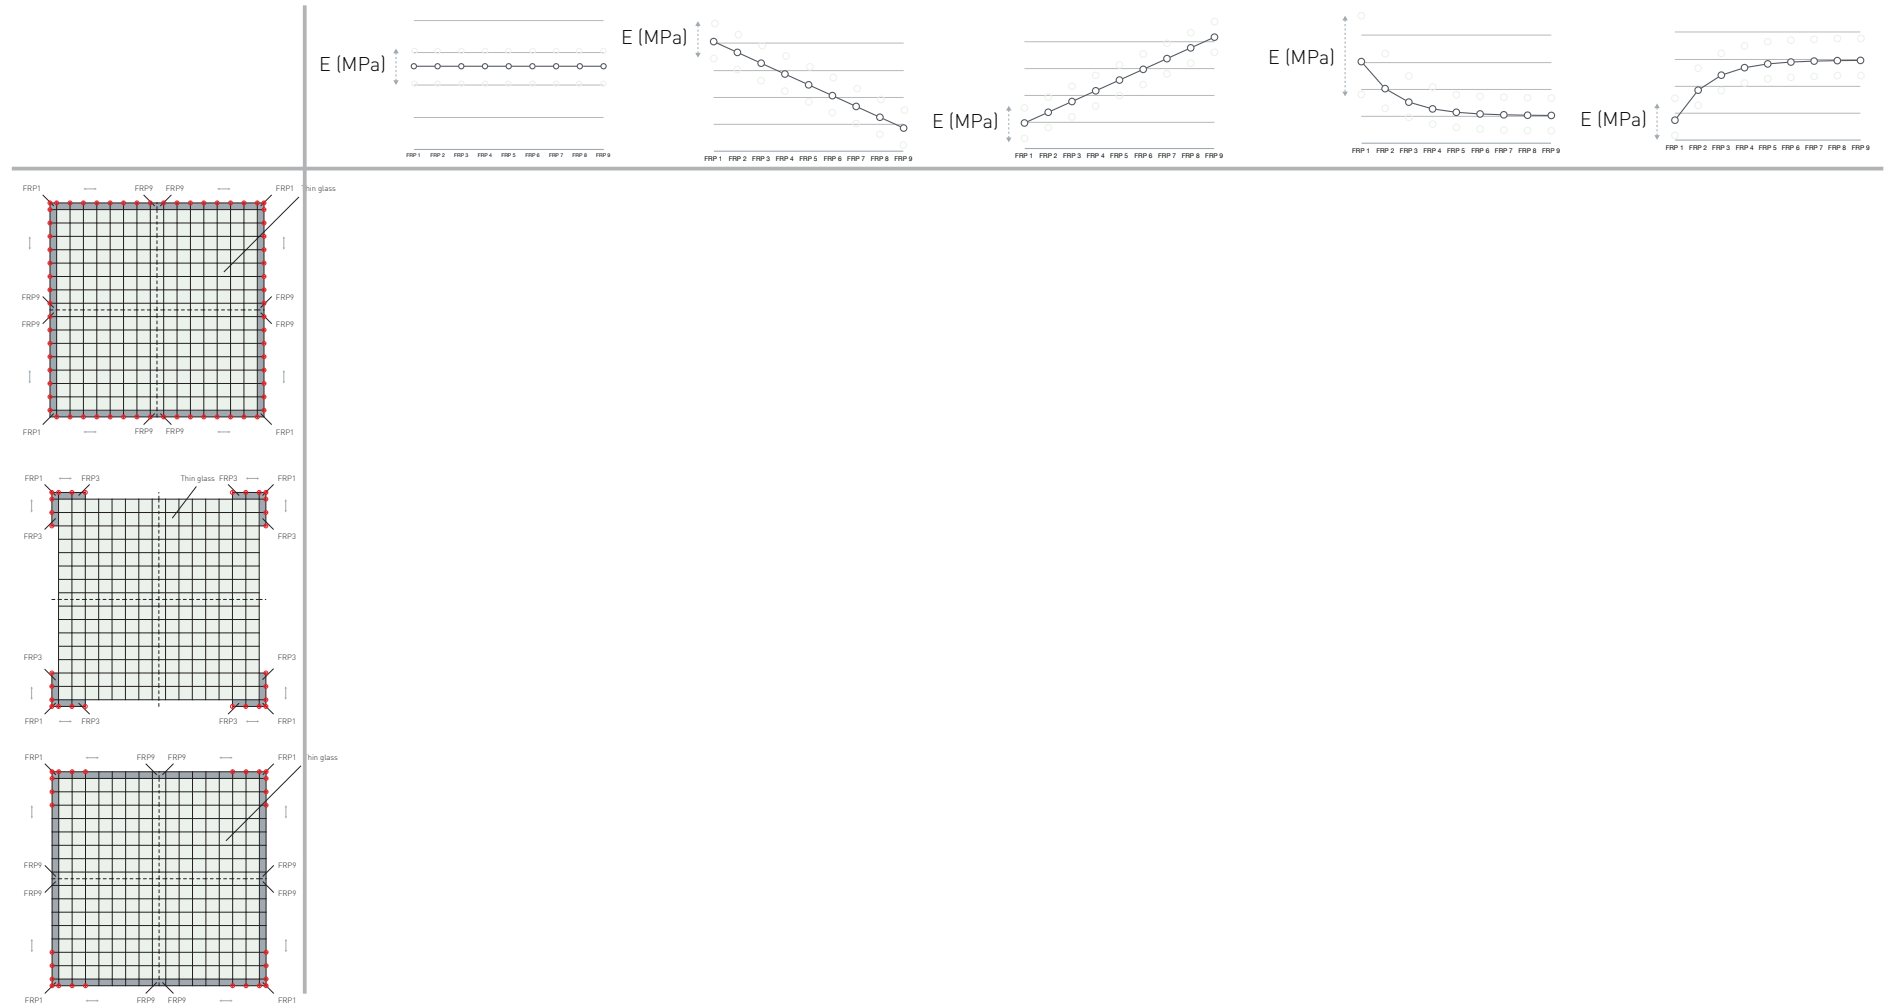 E (MPa)
FRP 1 FRP 2 FRP 3 FRP 4 FRP 5 FRP 6 FRP 7 FRP 8 FRP 9
E (MPa)
FRP 1 FRP 2 FRP 3 FRP 4 FRP 5 FRP 6 FRP 7 FRP 8 FRP 9
E (MPa)
FRP 1 FRP 2 FRP 3 FRP 4 FRP 5 FRP 6 FRP 7 FRP 8 FRP 9
E (MPa)
FRP 1 FRP 2 FRP 3 FRP 4 FRP 5 FRP 6 FRP 7 FRP 8 FRP 9
E (MPa)
FRP 1 FRP 2 FRP 3 FRP 4 FRP 5 FRP 6 FRP 7 FRP 8 FRP 9
FRP1 FRP9 FRP9 FRP1 Thin glass
FRP9 FRP9
FRP9 FRP9
FRP1 FRP9 FRP9 FRP1
FRP1 FRP3 Thin glass FRP3 FRP1
FRP3 FRP3
FRP3 FRP3
FRP1 FRP3 FRP3 FRP1
FRP1 FRP9 FRP9 FRP1 Thin glass
FRP9 FRP9
FRP9 FRP9
FRP1 FRP9 FRP9 FRP1